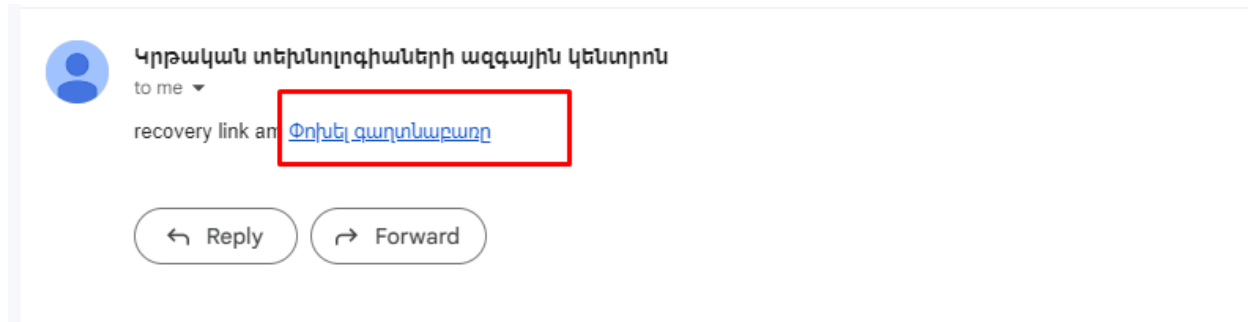 Կրթական տեխնոլոգիաների ազգային կենտրոն
to me
recovery link am Փոխել գաղտնաբառը
Reply
Forward